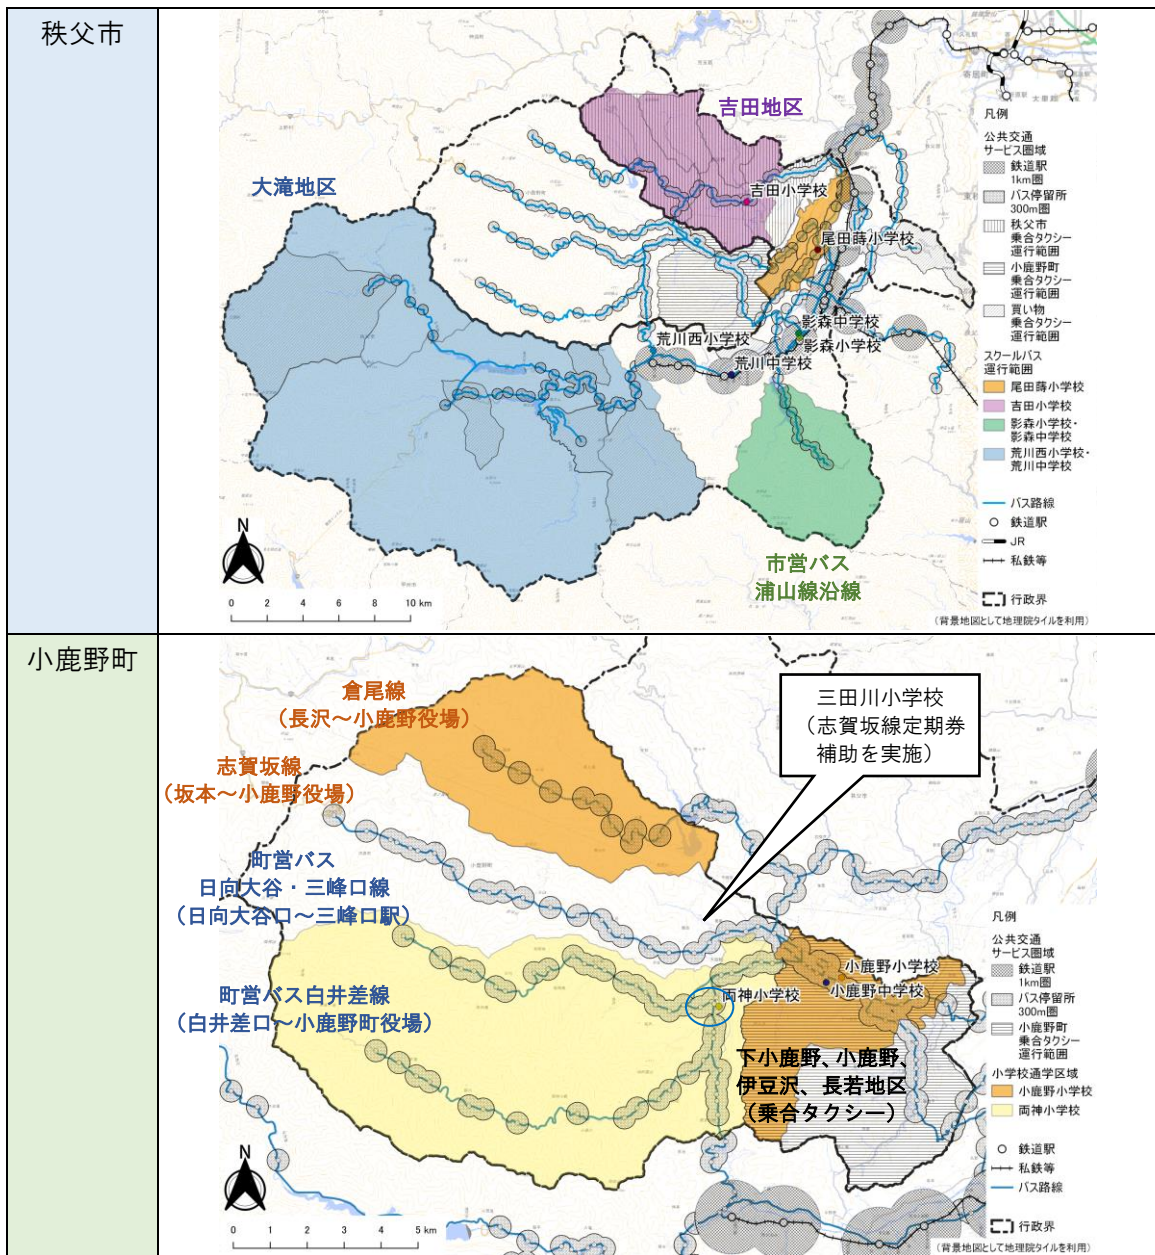 秩父市
吉田地区
大滝地区
吉田小学校
尾田蒔小学校
影森中学校
影森小学校
荒川西小学校
荒川中学校
市営バス
浦山線沿線
N
0 2 4 6 8 10 km
凡例
公共交通
サービス圏域
鉄道駅
1km圏
バス停留所
300m圏
秩父市
乗合タクシー
運行範囲
小鹿野町
乗合タクシー
運行範囲
買い物
乗合タクシー
運行範囲
スクールバス
運行範囲
尾田蒔小学校
吉田小学校
影森小学校・
影森中学校
荒川西小学校・
荒川中学校
バス路線
鉄道駅
JR
私鉄等
行政界
(背景地図として地理院タイルを利用)
小鹿野町
倉尾線
（長沢～小鹿野役場）
志賀坂線
（坂本～小鹿野役場）
町営バス
日向大谷・三峰口線
（日向大谷口～三峰口駅）
町営バス白井差線
（白井差口～小鹿野町役場）
三田川小学校
（志賀坂線定期券
補助を実施）
小鹿野小学校
小鹿野中学校
両神小学校
下小鹿野、小鹿野、
伊豆沢、長若地区
（乗合タクシー）
N
0 1 2 3 4 5 km
凡例
公共交通
サービス圏域
鉄道駅
1km圏
バス停留所
300m圏
小鹿野町
乗合タクシー
運行範囲
小学校通学区域
小鹿野小学校
両神小学校
鉄道駅
私鉄等
バス路線
行政界
(背景地図として地理院タイルを利用)